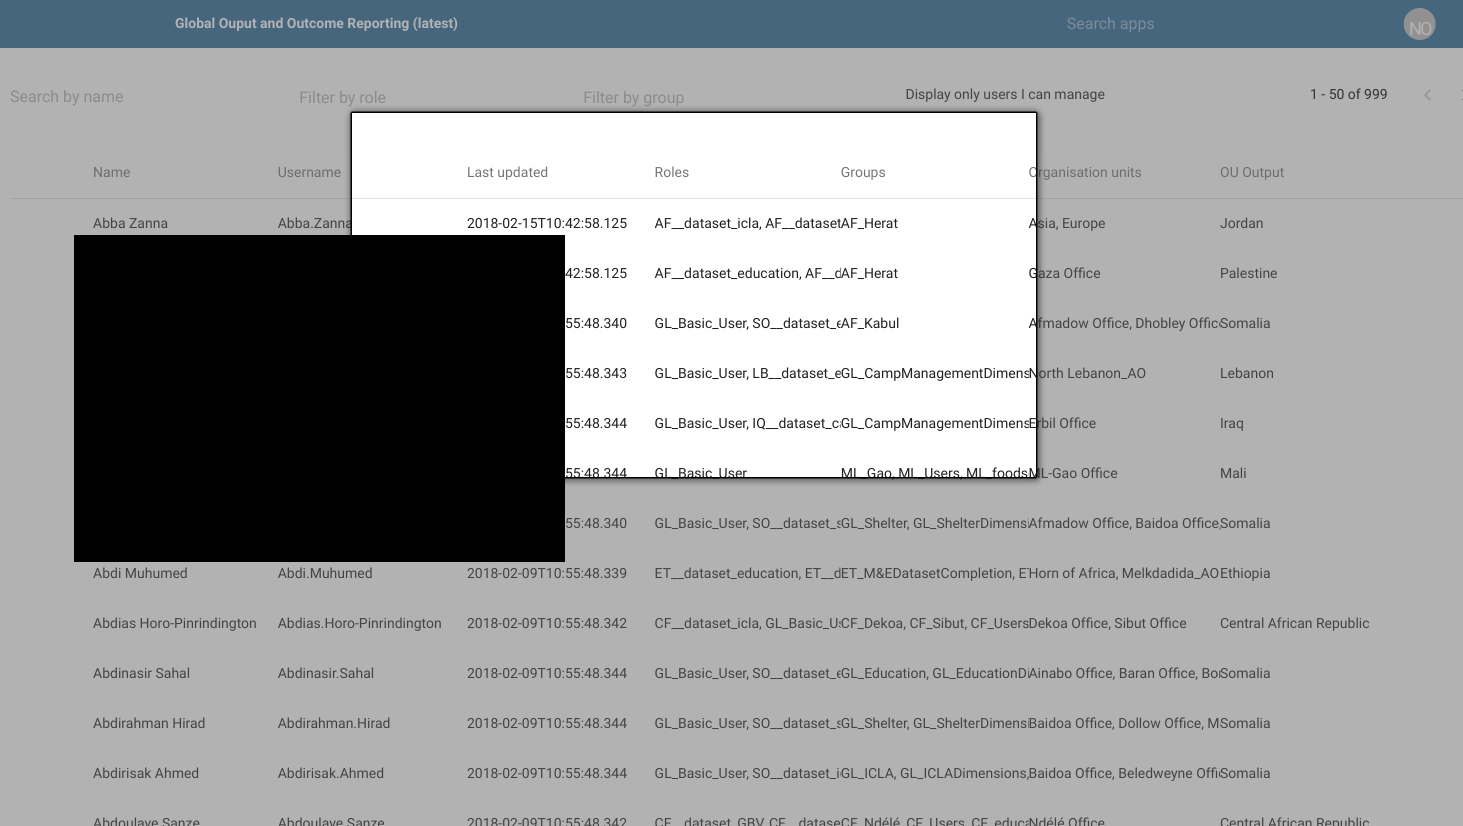 Global Ouput and Outcome Reporting (latest) Search apps NO
Search by name Filter by role Filter by group Display only users I can manage 1 - 50 of 999
Name Username Last updated Roles Groups Organisation units OU Output
Abba Zanna Abba.Zanna 2018-02-15T10:42:58.125 AF__dataset_icla, AF__dataset AF_Herat Asia, Europe Jordan
42:58.125 AF__dataset_education, AF__d AF_Herat Gaza Office Palestine
55:48.340 GL_Basic_User, SO__dataset_e AF_Kabul Afmadow Office, Dhobley Offic Somalia
55:48.343 GL_Basic_User, LB__dataset_e GL_CampManagementDimens North Lebanon_AO Lebanon
55:48.344 GL_Basic_User, IQ__dataset_c GL_CampManagementDimens Erbil Office Iraq
55:48.344 GL_Basic_User ML_Gao, ML_Users, ML_foods ML-Gao Office Mali
55:48.340 GL_Basic_User, SO__dataset_s GL_Shelter, GL_ShelterDimens Afmadow Office, Baidoa Office, Somalia
Abdi Muhumed Abdi.Muhumed 2018-02-09T10:55:48.339 ET__dataset_education, ET__d ET_M&EDatasetCompletion, E Horn of Africa, Melkdadida_AO Ethiopia
Abdias Horo-Pinrindington Abdias.Horo-Pinrindington 2018-02-09T10:55:48.342 CF__dataset_icla, GL_Basic_U CF_Dekoa, CF_Sibut, CF_Users Dekoa Office, Sibut Office Central African Republic
Abdinasir Sahal Abdinasir.Sahal 2018-02-09T10:55:48.344 GL_Basic_User, SO__dataset_e GL_Education, GL_EducationDi Ainabo Office, Baran Office, Bo Somalia
Abdirahman Hirad Abdirahman.Hirad 2018-02-09T10:55:48.344 GL_Basic_User, SO__dataset_s GL_Shelter, GL_ShelterDimens Baidoa Office, Dollow Office, M Somalia
Abdirisak Ahmed Abdirisak.Ahmed 2018-02-09T10:55:48.344 GL_Basic_User, SO__dataset_i GL_ICLA, GL_ICLADimensions, Baidoa Office, Beledweyne Offi Somalia
Abdoulaye Sanze Abdoulaye.Sanze 2018-02-09T10:55:48.342 CF__dataset_GBV, CF__datase CF_Ndélé, CF_Users, CF_educ Ndélé Office Central African Republic